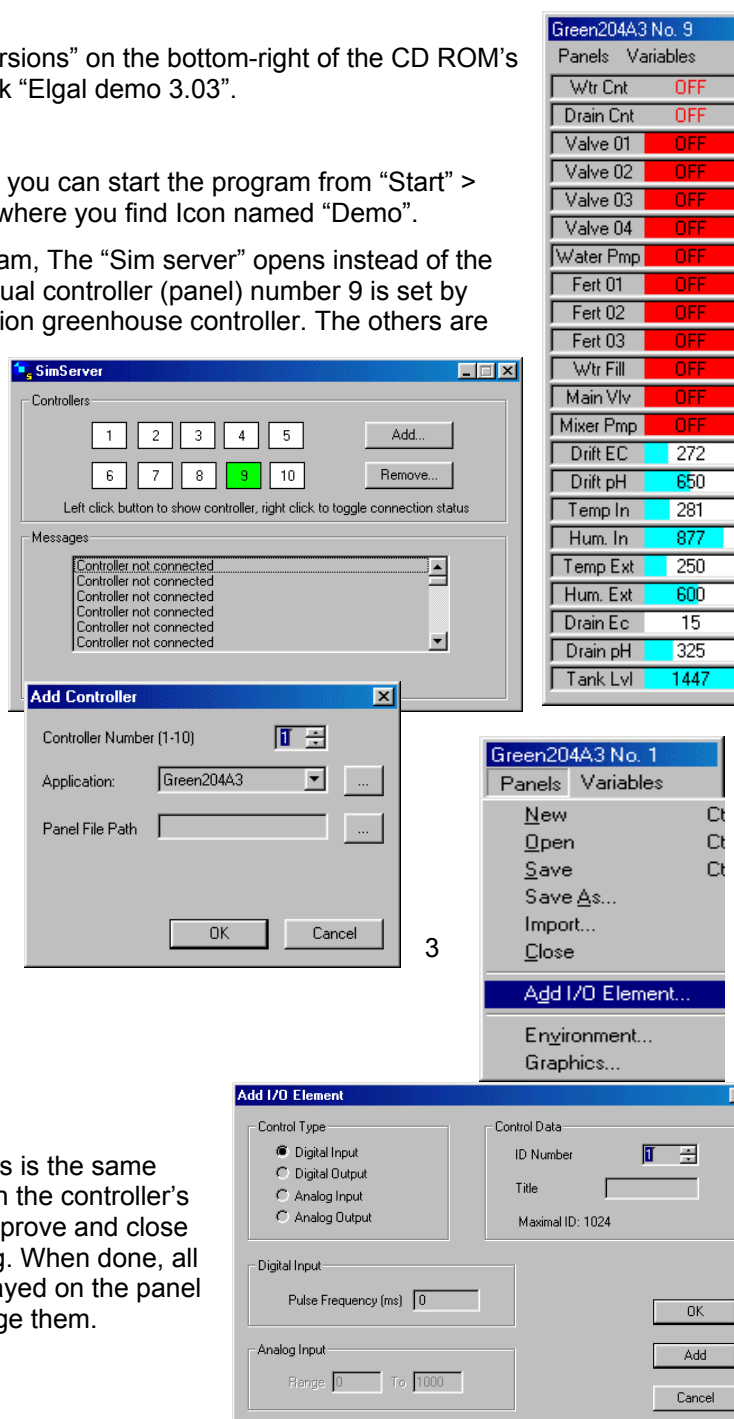 rsions” on the bottom-right of the CD ROM’s
k “Elgal demo 3.03”.
you can start the program from “Start” >
where you find Icon named “Demo”.
am, The “Sim server” opens instead of the
ual controller (panel) number 9 is set by
ion greenhouse controller. The others are
Green204A3 No. 9
Panels Variables
Wtr Cnt OFF
Drain Cnt OFF
Valve 01 OFF
Valve 02 OFF
Valve 03 OFF
Valve 04 OFF
Water Pmp OFF
Fert 01 OFF
Fert 02 OFF
Fert 03 OFF
Wtr Fill OFF
Main Vlv OFF
Mixer Pmp OFF
Drift EC 272
Drift pH 650
Temp In 281
Hum. In 877
Temp Ext 250
Hum. Ext 600
Drain Ec 15
Drain pH 325
Tank Lvl 1447
SimServer
Controllers
1 2 3 4 5 Add...
6 7 8 9 10 Remove...
Left click button to show controller, right click to toggle connection status
Messages
Controller not connected
Controller not connected
Controller not connected
Controller not connected
Controller not connected
Controller not connected
Add Controller
Controller Number (1-10) 1
Application: Green204A3 ...
Panel File Path ...
OK Cancel
3
Green204A3 No. 1
Panels Variables
New Ct
Open Ct
Save Ct
Save As...
Import...
Close
Add I/O Element...
Environment...
Graphics...
s is the same
n the controller’s
prove and close
g. When done, all
ayed on the panel
ge them.
Add I/O Element
Control Type
Digital Input
Digital Output
Analog Input
Analog Output
Control Data
ID Number 1
Title
Maximal ID: 1024
Digital Input
Pulse Frequency (ms) 0
Analog Input
Range 0 To 1000
OK
Add
Cancel